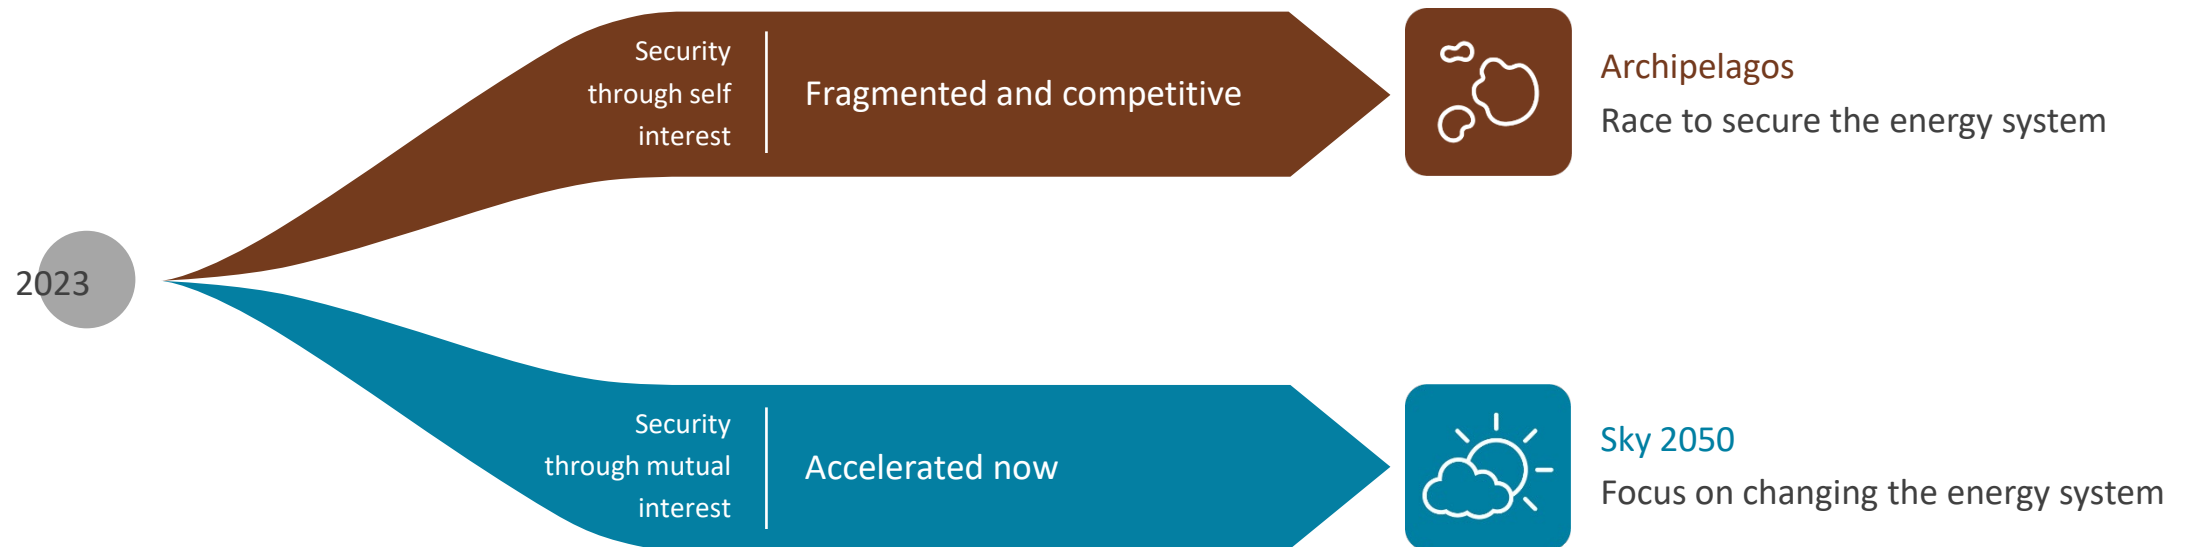 Security
through self
interest
Fragmented and competitive
Archipelagos
Race to secure the energy system
2023
Security
through mutual
interest
Accelerated now
Sky 2050
Focus on changing the energy system